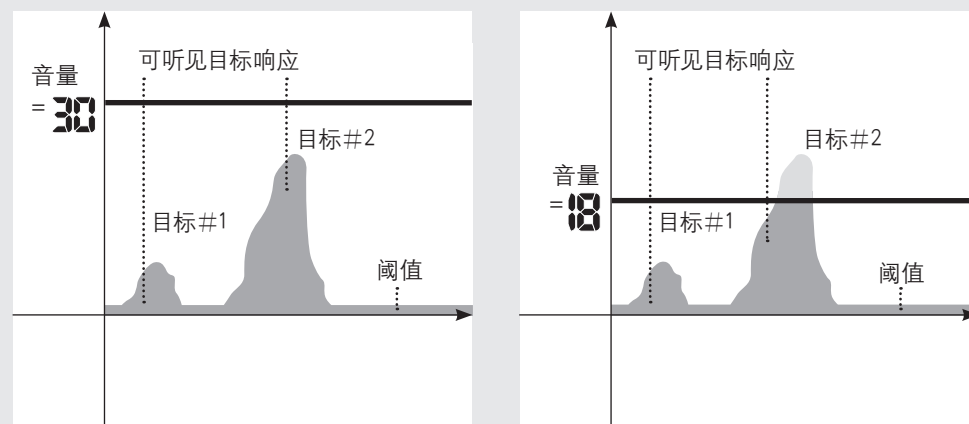 可听见目标响应
音量
= 30
目标#2
目标#1
阈值
可听见目标响应
目标#2
音量
=18
目标#1
阈值